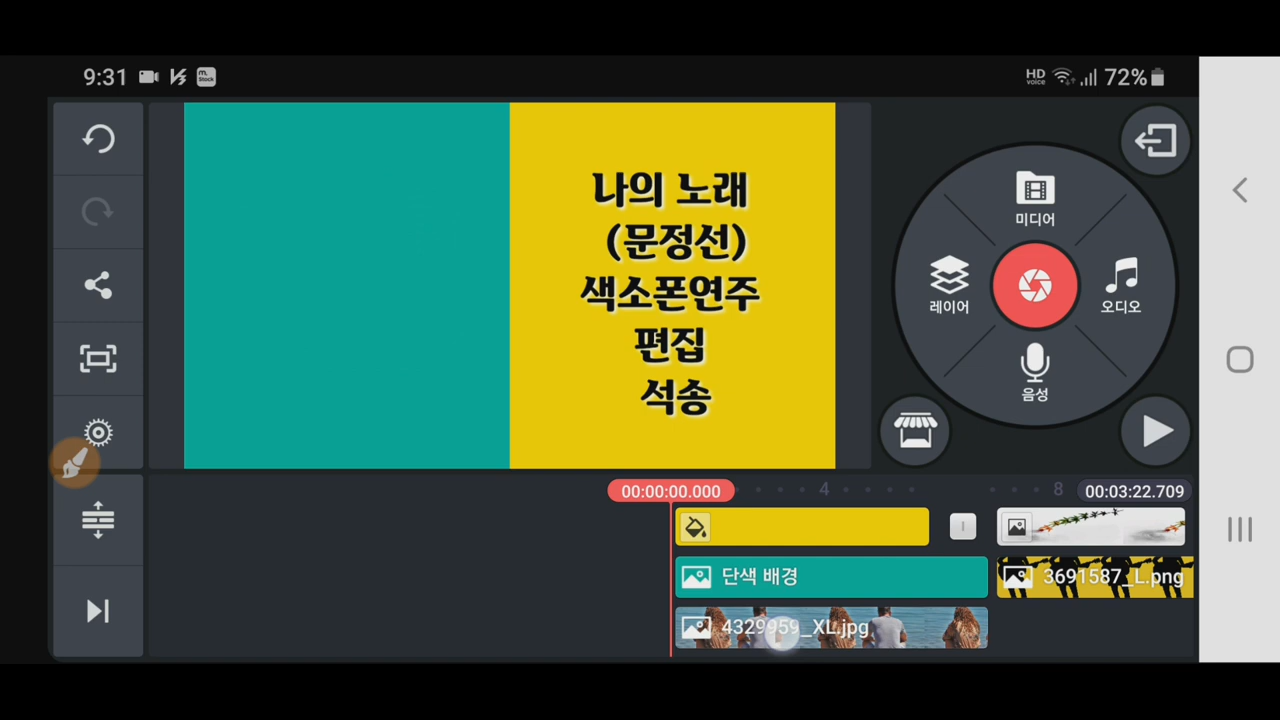 9:31
m.Stock
HD voice
72%
나의 노래
(문정선)
색소폰연주
편집
석송
미디어
레이어
오디오
음성
00:00:00.000
4
8
00:03:22.709
단색 배경
3691587_L.png
4329959_XL.jpg